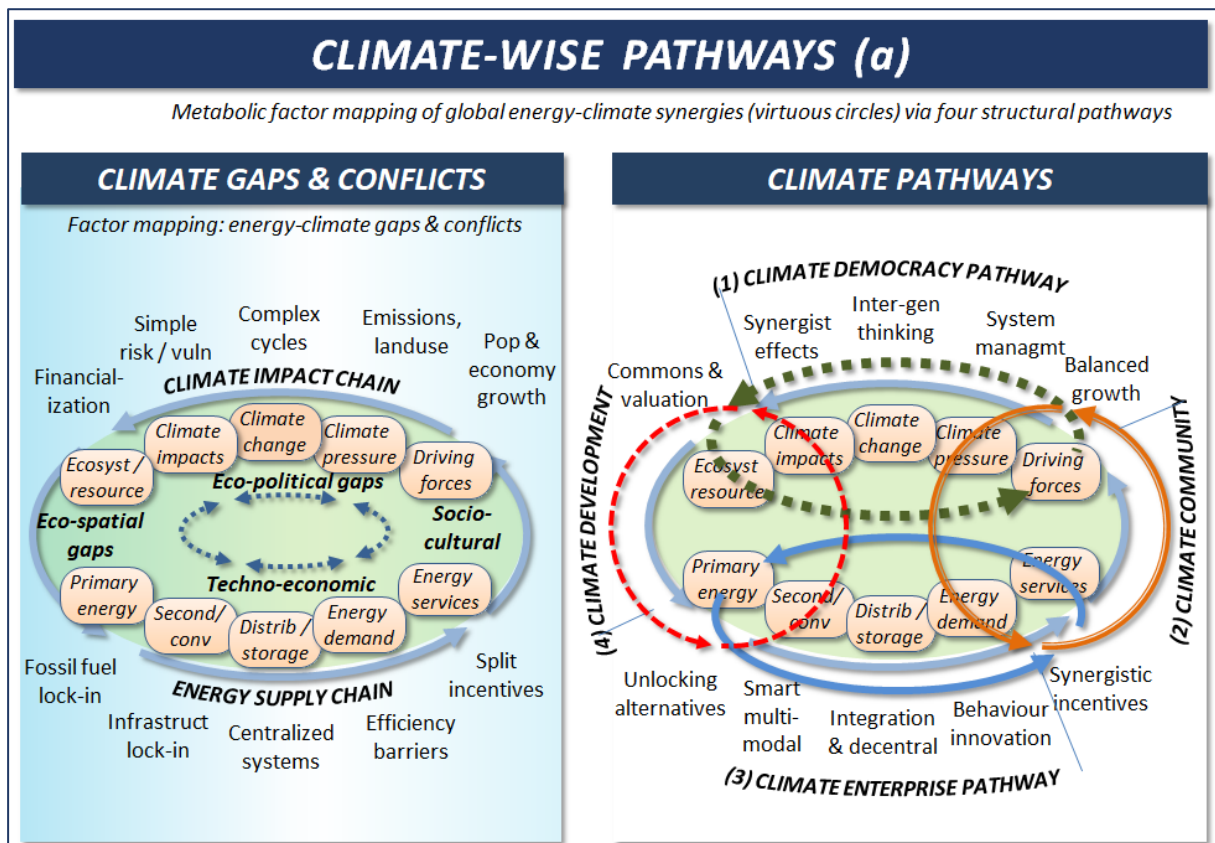 CLIMATE-WISE PATHWAYS (a)
Metabolic factor mapping of global energy-climate synergies (virtuous circles) via four structural pathways
CLIMATE GAPS & CONFLICTS
Factor mapping: energy-climate gaps & conflicts
Simple
risk / vuln
Complex
cycles
Emissions,
landuse
Pop &
economy
growth
Financial-
ization
CLIMATE IMPACT CHAIN
Ecosyst /
resource
Climate
impacts
Climate
change
Climate
pressure
Driving
forces
Eco-political gaps
Eco-spatial
gaps
Socio-
cultural
Techno-economic
Primary
energy
Second/
conv
Distrib /
storage
Energy
demand
Energy
services
ENERGY SUPPLY CHAIN
Fossil fuel
lock-in
Infrastruct
lock-in
Centralized
systems
Efficiency
barriers
Split
incentives
CLIMATE PATHWAYS
(1) CLIMATE DEMOCRACY PATHWAY
Commons &
valuation
Synergist
effects
Inter-gen
thinking
System
managmt
Balanced
growth
Ecosyst
resource
Climate
impacts
Climate
change
Climate
pressure
Driving
forces
(4) CLIMATE DEVELOPMENT
(2) CLIMATE COMMUNITY
Primary
energy
Second/
conv
Distrib /
storage
Energy
demand
Energy
services
Unlocking
alternatives
Smart
multi-
modal
Integration
& decentral
Behaviour
innovation
Synergistic
incentives
(3) CLIMATE ENTERPRISE PATHWAY